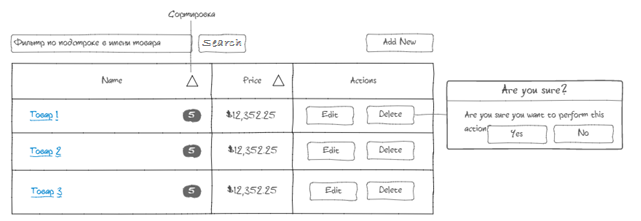 Сортировка
Фильтр по подстроке в имени товара Search Add New
Name Price Actions
Товар 1 5 $12,352.25 Edit Delete
Товар 2 5 $12,352.25 Edit Delete
Товар 3 5 $12,352.25 Edit Delete
Are you sure?
Are you sure you want to perform this
action
Yes No